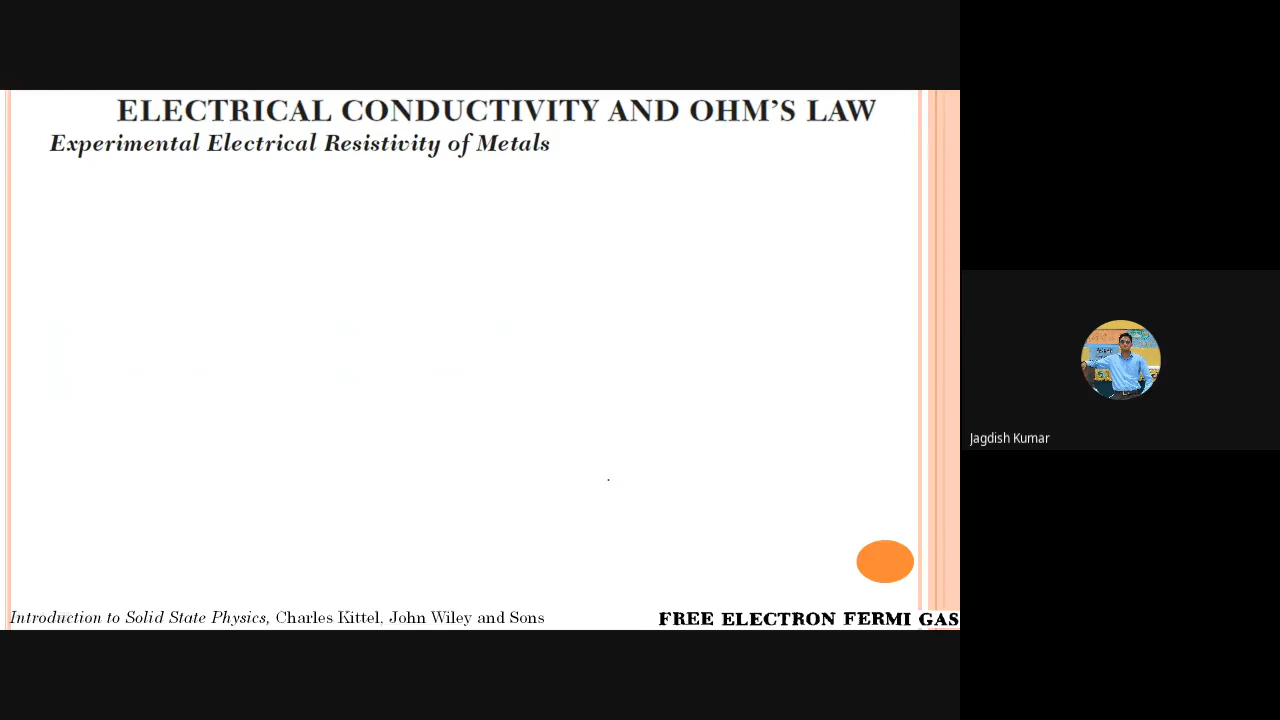 ELECTRICAL CONDUCTIVITY AND OHM'S LAW
Experimental Electrical Resistivity of Metals
Jagdish Kumar
Introduction to Solid State Physics, Charles Kittel, John Wiley and Sons
FREE ELECTRON FERMI GAS